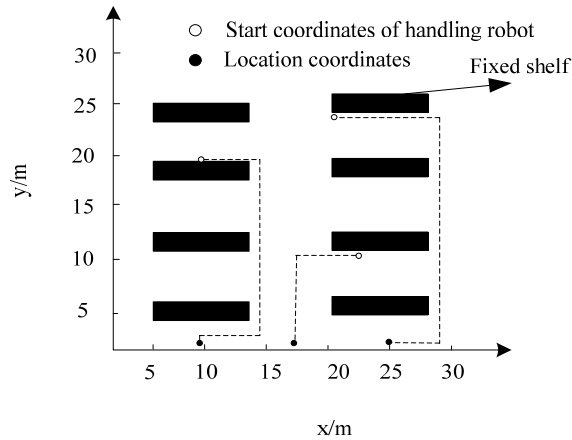 Start coordinates of handling robot
Location coordinates
Fixed shelf
30
25
20
15
10
5
y/m
5 10 15 20 25 30
x/m